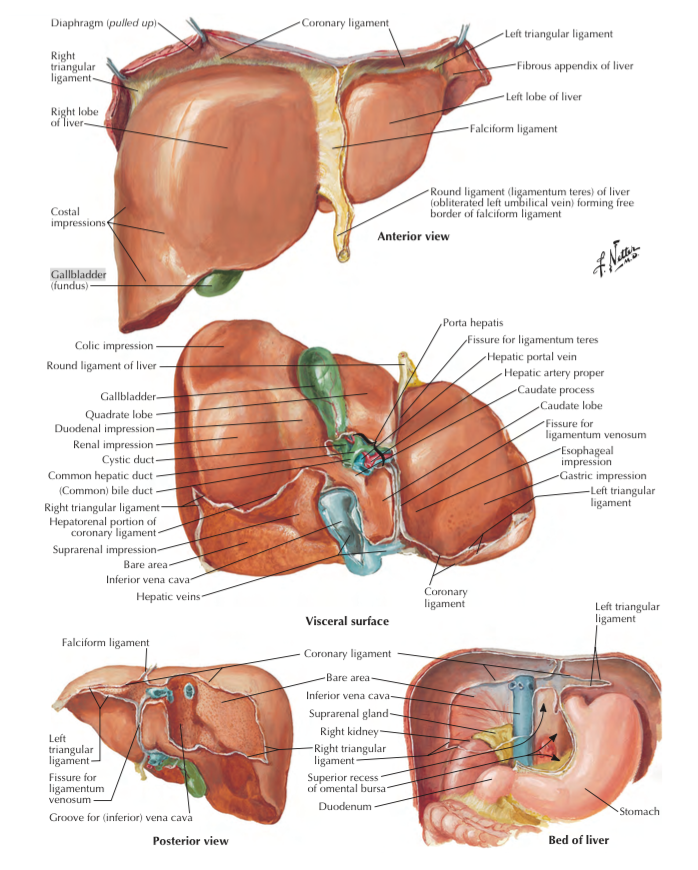 Diaphragm (pulled up)
Coronary ligament
Left triangular ligament
Right
triangular
ligament
Fibrous appendix of liver
Left lobe of liver
Right lobe
of liver
Falciform ligament
Round ligament (ligamentum teres) of liver
(obliterated left umbilical vein) forming free
border of falciform ligament
Costal
impressions
Anterior view
Gallbladder
(fundus)
F. Netter
M.D.
Porta hepatis
Fissure for ligamentum teres
Hepatic portal vein
Hepatic artery proper
Caudate process
Caudate lobe
Fissure for
ligamentum venosum
Esophageal
impression
Gastric impression
Left triangular
ligament
Colic impression
Round ligament of liver
Gallbladder
Quadrate lobe
Duodenal impression
Renal impression
Cystic duct
Common hepatic duct
(Common) bile duct
Right triangular ligament
Hepatorenal portion of
coronary ligament
Suprarenal impression
Bare area
Inferior vena cava
Hepatic veins
Coronary
ligament
Visceral surface
Left triangular
ligament
Falciform ligament
Coronary ligament
Bare area
Inferior vena cava
Suprarenal gland
Right kidney
Right triangular
ligament
Superior recess
of omental bursa
Duodenum
Left
triangular
ligament
Fissure for
ligamentum
venosum
Groove for (inferior) vena cava
Stomach
Posterior view
Bed of liver